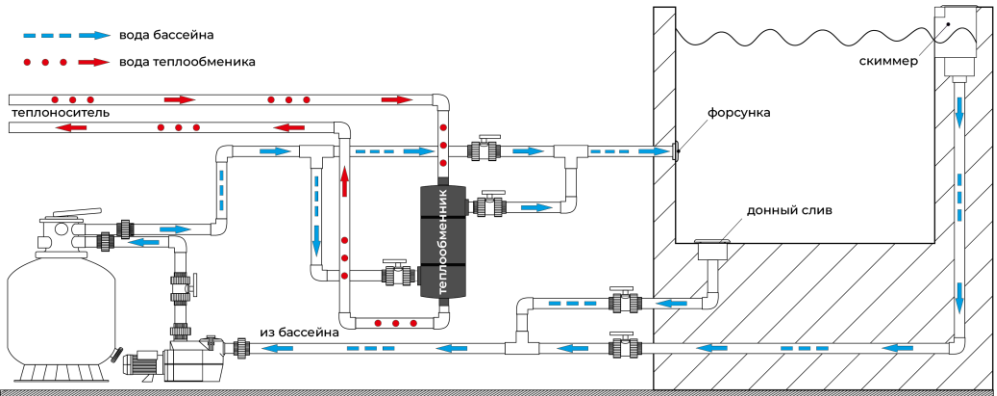 вода бассейна
вода теплообменика
теплоноситель
скиммер
форсунка
теплообменник
донный слив
из бассейна